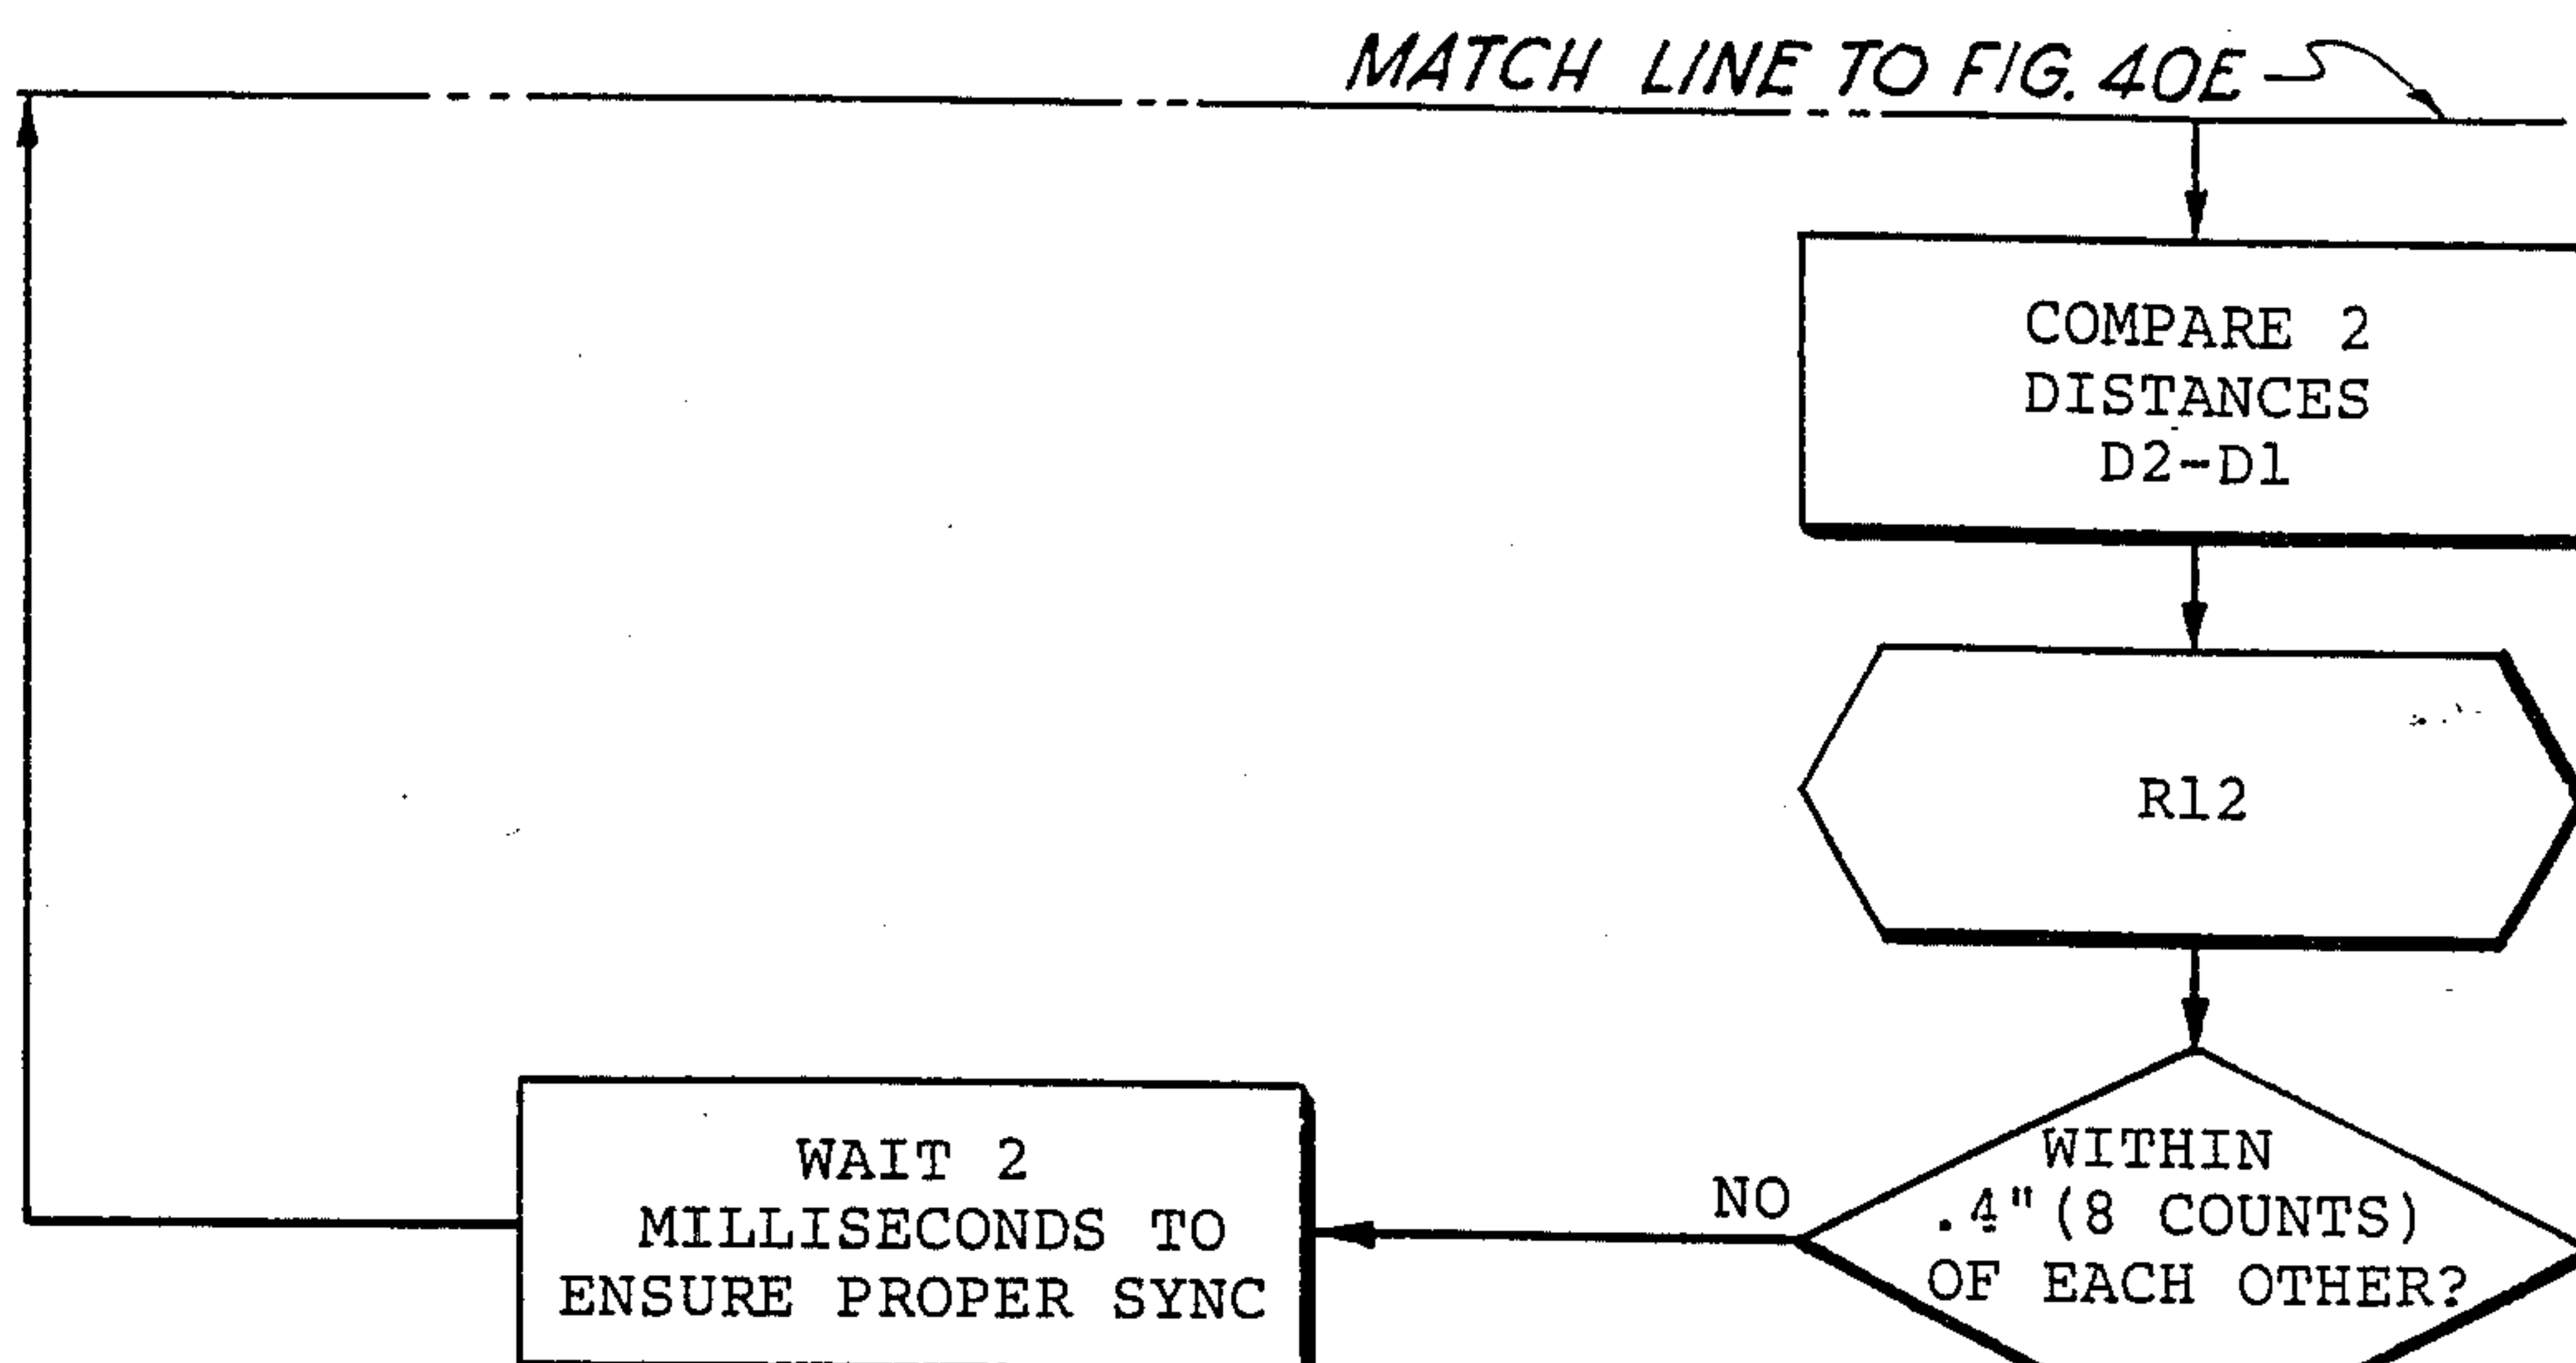 MATCH LINE TO FIG. 40E
COMPARE 2
DISTANCES
D2-D1
R12
WITHIN
.4"(8 COUNTS)
OF EACH OTHER?
NO
WAIT 2
MILLISECONDS TO
ENSURE PROPER SYNC